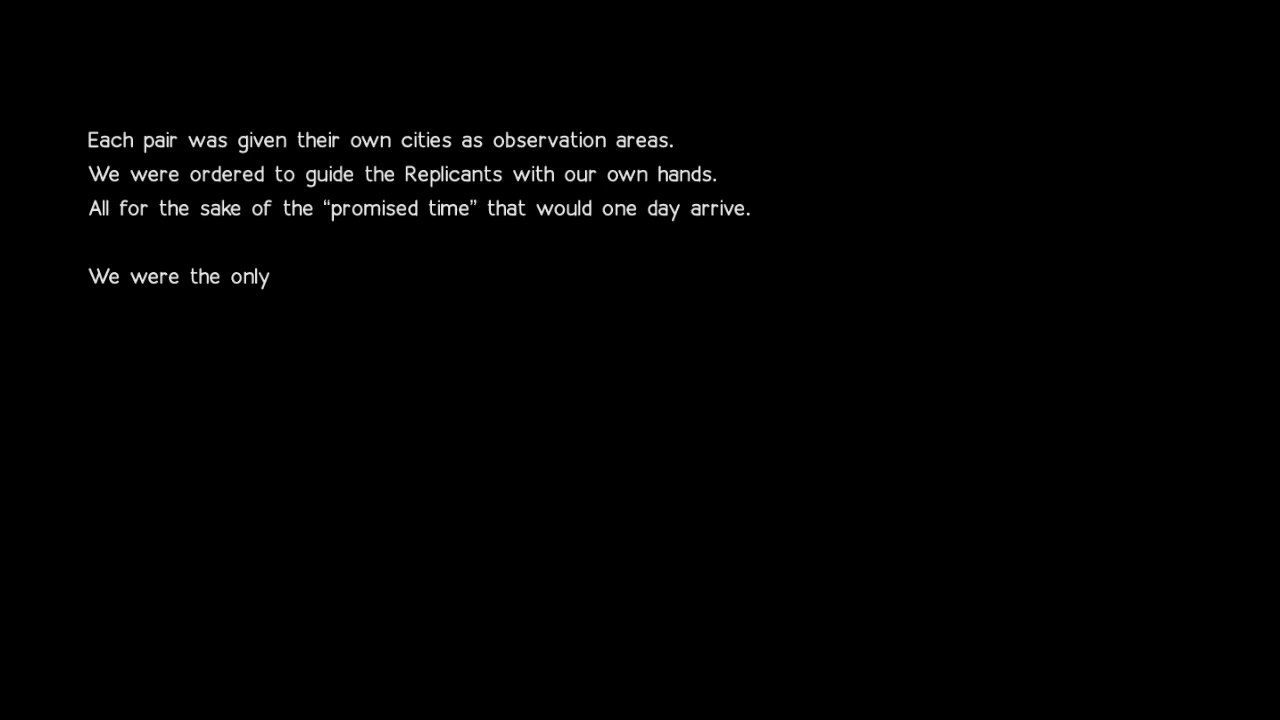 Each pair was given their own cities as observation areas.
We were ordered to guide the Replicants with our own hands.
All for the sake of the “promised time” that would one day arrive.
We were the only